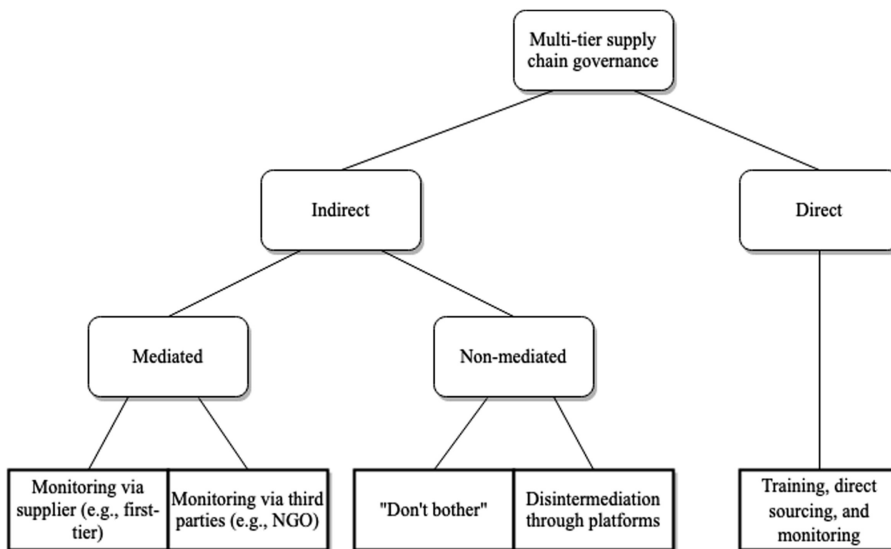 Multi-tier supply
chain governance
Indirect
Direct
Mediated
Non-mediated
Monitoring via
supplier (e.g., first-
tier)
Monitoring via third
parties (e.g., NGO)
"Don't bother"
Disintermediation
through platforms
Training, direct
sourcing, and
monitoring